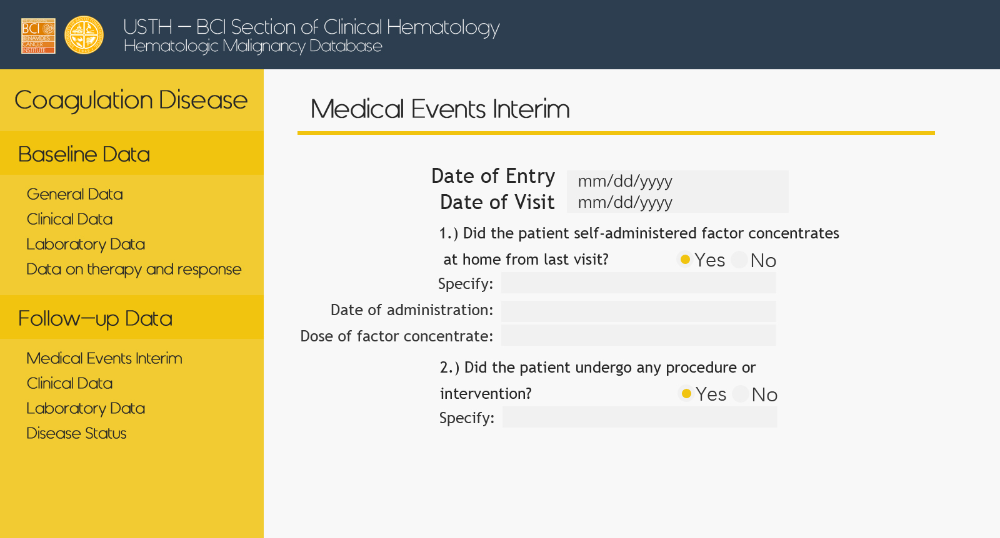 BCI
BENAVIDES
CANCER
INSTITUTE
USTH – BCI Section of Clinical Hematology
Hematologic Malignancy Database
Coagulation Disease
Baseline Data
General Data
Clinical Data
Laboratory Data
Data on therapy and response
Follow-up Data
Medical Events Interim
Clinical Data
Laboratory Data
Disease Status
Medical Events Interim
Date of Entry mm/dd/yyyy
Date of Visit mm/dd/yyyy
1.) Did the patient self-administered factor concentrates
at home from last visit? Yes No
Specify:
Date of administration:
Dose of factor concentrate:
2.) Did the patient undergo any procedure or
intervention? Yes No
Specify: